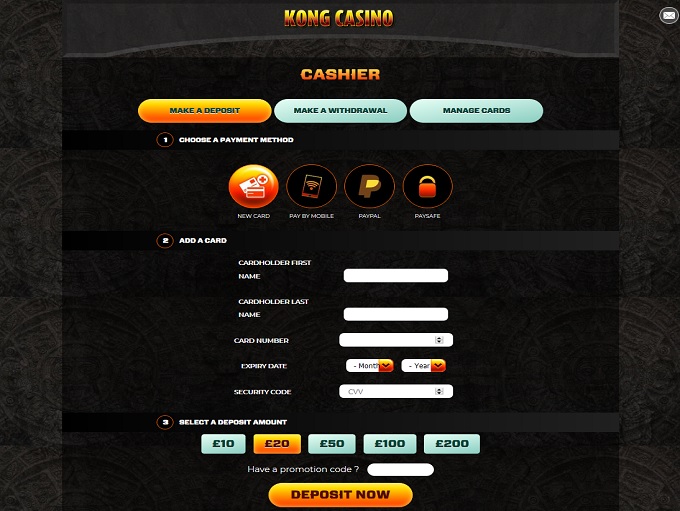 KONG CASINO
CASHIER
MAKE A DEPOSIT MAKE A WITHDRAWAL MANAGE CARDS
1 CHOOSE A PAYMENT METHOD
NEW CARD PAY BY MOBILE PAYPAL PAYSAFE
2 ADD A CARD
CARDHOLDER FIRST
NAME
CARDHOLDER LAST
NAME
CARD NUMBER
EXPIRY DATE - Month - Year
SECURITY CODE CVV
3 SELECT A DEPOSIT AMOUNT
£10 £20 £50 £100 £200
Have a promotion code ?
DEPOSIT NOW